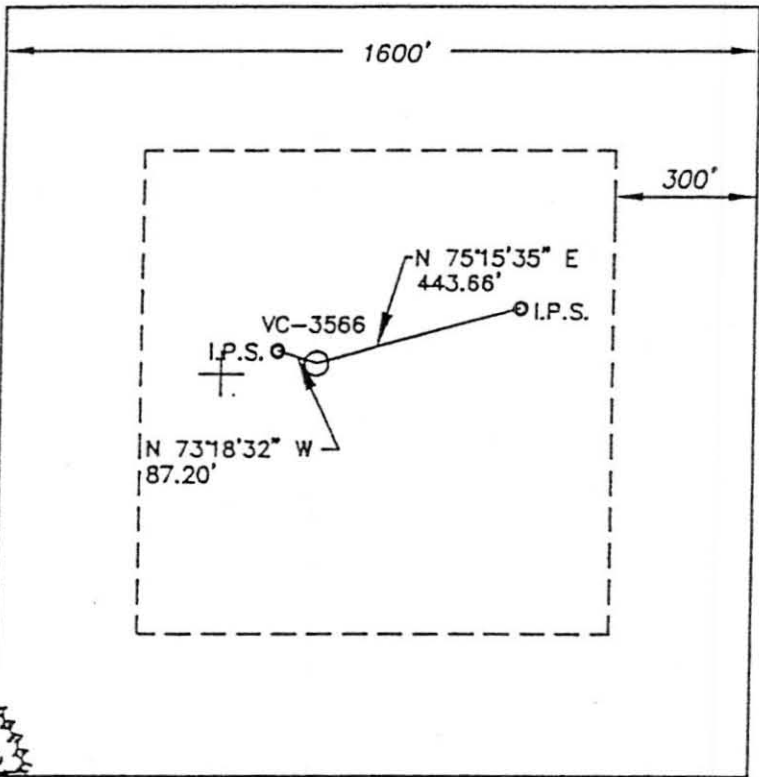 1600'
300'
N 75°15'35" E
443.66'
I.P.S.
VC-3566
I.P.S.
N 73°18'32" W
87.20'